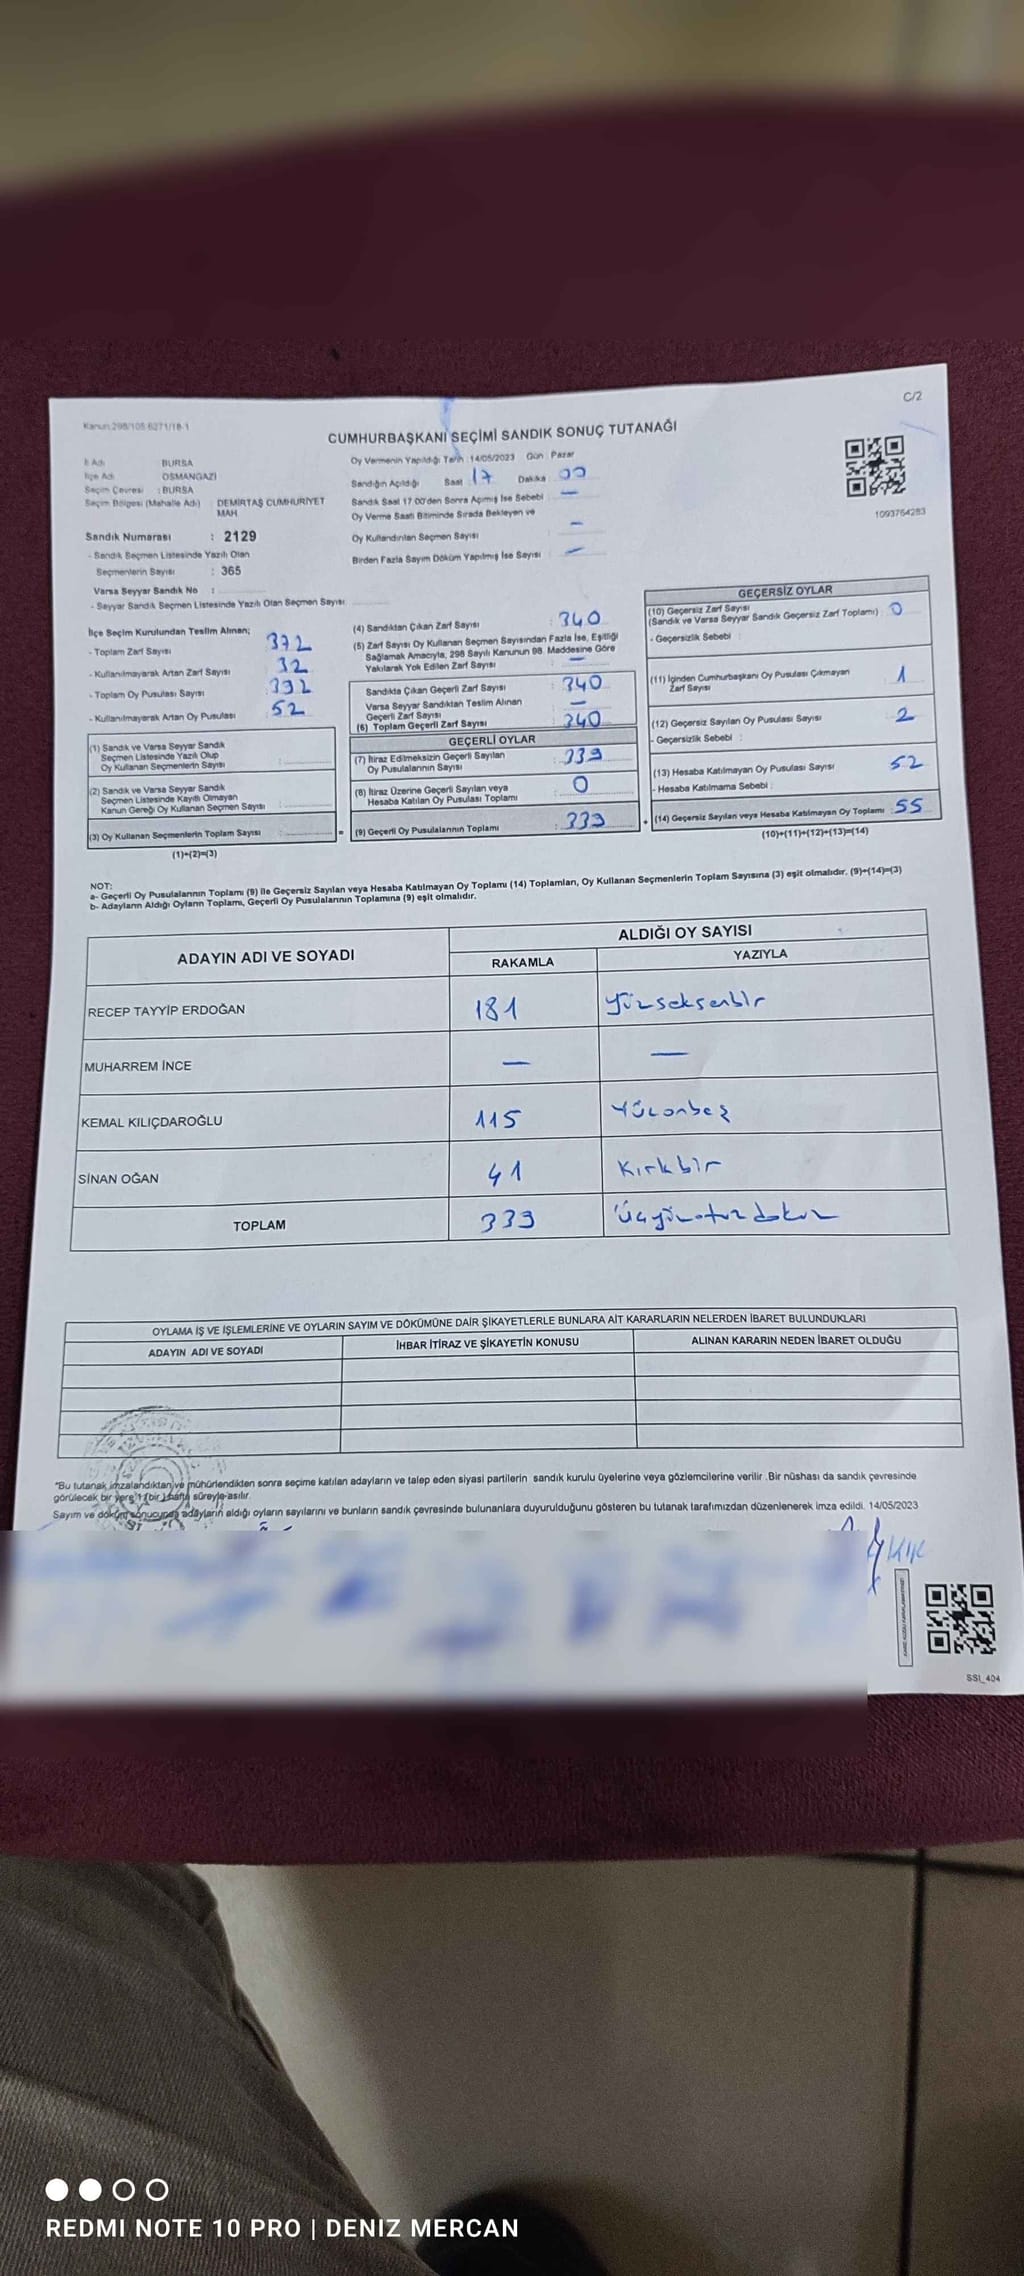 C/2
Kanun:298/105 6271/18-1
CUMHURBAŞKANI SEÇİMİ SANDIK SONUÇ TUTANAĞI
İl Adı BURSA
İlçe Adı OSMANGAZİ
Seçim Çevresi : BURSA
Seçim Bölgesi (Mahalle Adı) : DEMİRTAŞ CUMHURİYET
MAH
Sandık Numarası : 2129
- Sandık Seçmen Listesinde Yazılı Olan
Seçmenlerin Sayısı : 365
Varsa Seyyar Sandık No :
- Seyyar Sandık Seçmen Listesinde Yazılı Olan Seçmen Sayısı
Oy Vermenin Yapıldığı Tarih :14/05/2023 Gün : Pazar
Sandığın Açıldığı Saat 17 Dakika 00
Sandık Saat 17.00'den Sonra Açımış İse Sebebi —
Oy Verme Saati Bitiminde Sırada Bekleyen ve
Oy Kullandırılan Seçmen Sayısı —
Birden Fazla Sayım Döküm Yapılmış İse Sayısı —
1093764283
İlçe Seçim Kurulundan Teslim Alınan;
- Toplam Zarf Sayısı 372
- Kullanılmayarak Artan Zarf Sayısı 32
- Toplam Oy Pusulası Sayısı 392
- Kullanılmayarak Artan Oy Pusulası 52
(1) Sandık ve Varsa Seyyar Sandık
Seçmen Listesinde Yazılı Olup
Oy Kullanan Seçmenlerin Sayısı :
(2) Sandık ve Varsa Seyyar Sandık
Seçmen Listesinde Kayıtlı Olmayan
Kanun Gereği Oy Kullanan Seçmen Sayısı :
(3) Oy Kullanan Seçmenlerin Toplam Sayısı :
(1)+(2)=(3)
(4) Sandıktan Çıkan Zarf Sayısı : 340
(5) Zarf Sayısı Oy Kullanan Seçmen Sayısından Fazla İse, Eşitliği
Sağlamak Amacıyla, 298 Sayılı Kanunun 98. Maddesine Göre
Yakılarak Yok Edilen Zarf Sayısı : —
Sandıkta Çıkan Geçerli Zarf Sayısı : 340
Varsa Seyyar Sandıktan Teslim Alınan
Geçerli Zarf Sayısı : —
(6) Toplam Geçerli Zarf Sayısı : 340
GEÇERLİ OYLAR
(7) İtiraz Edilmeksizin Geçerli Sayılan
Oy Pusulalarının Sayısı : 339
(8) İtiraz Üzerine Geçerli Sayılan veya
Hesaba Katılan Oy Pusulası Toplamı : 0
= (9) Geçerli Oy Pusulalarının Toplamı : 339
GEÇERSİZ OYLAR
(10) Geçersiz Zarf Sayısı
(Sandık ve Varsa Seyyar Sandık Geçersiz Zarf Toplamı) : 0
- Geçersizlik Sebebi :
(11) İçinden Cumhurbaşkanı Oy Pusulası Çıkmayan
Zarf Sayısı 1
(12) Geçersiz Sayılan Oy Pusulası Sayısı 2
- Geçersizlik Sebebi :
(13) Hesaba Katılmayan Oy Pusulası Sayısı 52
- Hesaba Katılmama Sebebi :
+ (14) Geçersiz Sayılan veya Hesaba Katılmayan Oy Toplamı : 55
(10)+(11)+(12)+(13)=(14)
NOT:
a- Geçerli Oy Pusulalarının Toplamı (9) ile Geçersiz Sayılan veya Hesaba Katılmayan Oy Toplamı (14) Toplamları, Oy Kullanan Seçmenlerin Toplam Sayısına (3) eşit olmalıdır. (9)+(14)=(3)
b- Adayların Aldığı Oyların Toplamı, Geçerli Oy Pusulalarının Toplamına (9) eşit olmalıdır.
ADAYIN ADI VE SOYADI ALDIĞI OY SAYISI
RAKAMLA YAZIYLA
RECEP TAYYİP ERDOĞAN 181 Yüzseksenbir
MUHARREM İNCE — —
KEMAL KILIÇDAROĞLU 115 Yüzonbeş
SİNAN OĞAN 41 Kırkbir
TOPLAM 339 Üçyüzotuzdokuz
OYLAMA İŞ VE İŞLEMLERİNE VE OYLARIN SAYIM VE DÖKÜMÜNE DAİR ŞİKAYETLERLE BUNLARA AİT KARARLARIN NELERDEN İBARET BULUNDUKLARI
ADAYIN ADI VE SOYADI İHBAR İTİRAZ VE ŞİKAYETİN KONUSU ALINAN KARARIN NEDEN İBARET OLDUĞU
*Bu tutanak imzalandıktan ve mühürlendikten sonra seçime katılan adayların ve talep eden siyasi partilerin sandık kurulu üyelerine veya gözlemcilerine verilir. Bir nüshası da sandık çevresinde
görülecek bir yere 1 (bir) hafta süreyle asılır.
Sayım ve döküm sonucunda adayların aldığı oyların sayılarını ve bunların sandık çevresinde bulunanlara duyurulduğunu gösteren bu tutanak tarafımızdan düzenlenerek imza edildi. 14/05/2023
SSI_404
REDMI NOTE 10 PRO | DENIZ MERCAN